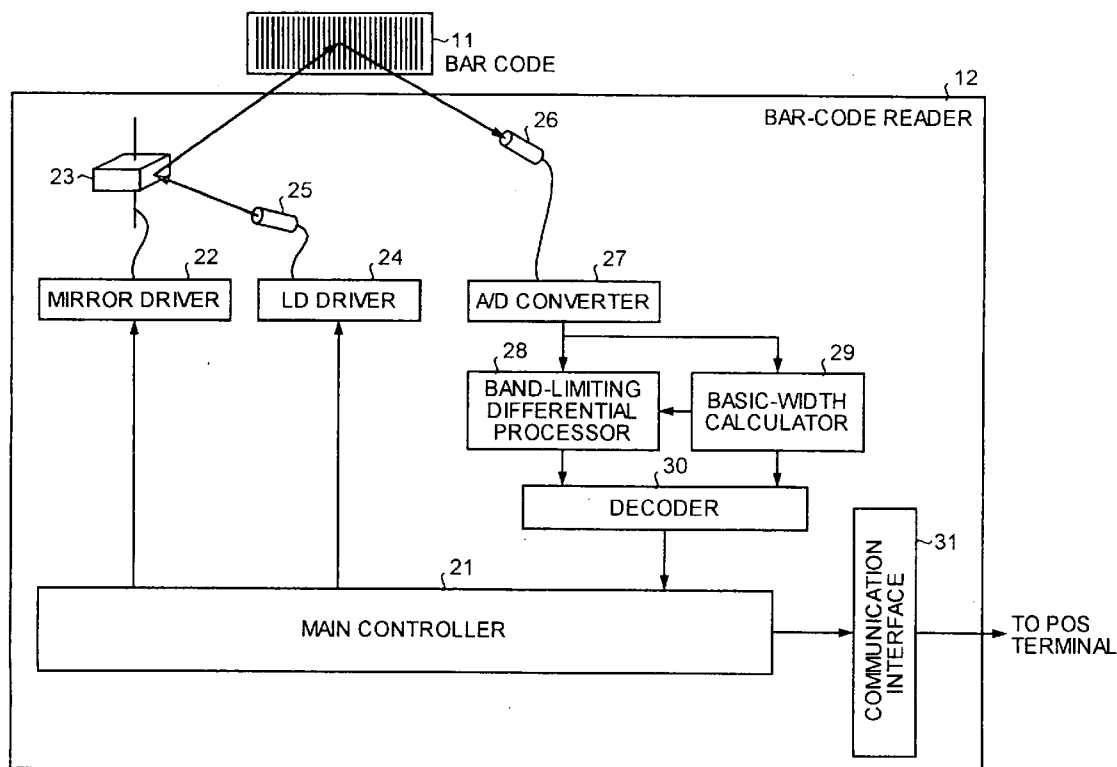 11
BAR CODE
12
BAR-CODE READER
26
23
25
22
MIRROR DRIVER
24
LD DRIVER
27
A/D CONVERTER
28
BAND-LIMITING
DIFFERENTIAL
PROCESSOR
29
BASIC-WIDTH
CALCULATOR
30
DECODER
21
MAIN CONTROLLER
31
COMMUNICATION
INTERFACE
TO POS
TERMINAL